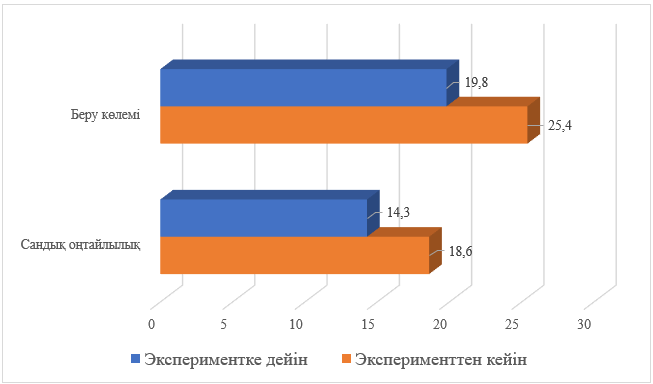 19,8
Беру көлемі
25,4
14,3
Сандық оңтайлылық
18,6
0 5 10 15 20 25 30
Экспериментке дейін Эксперименттен кейін